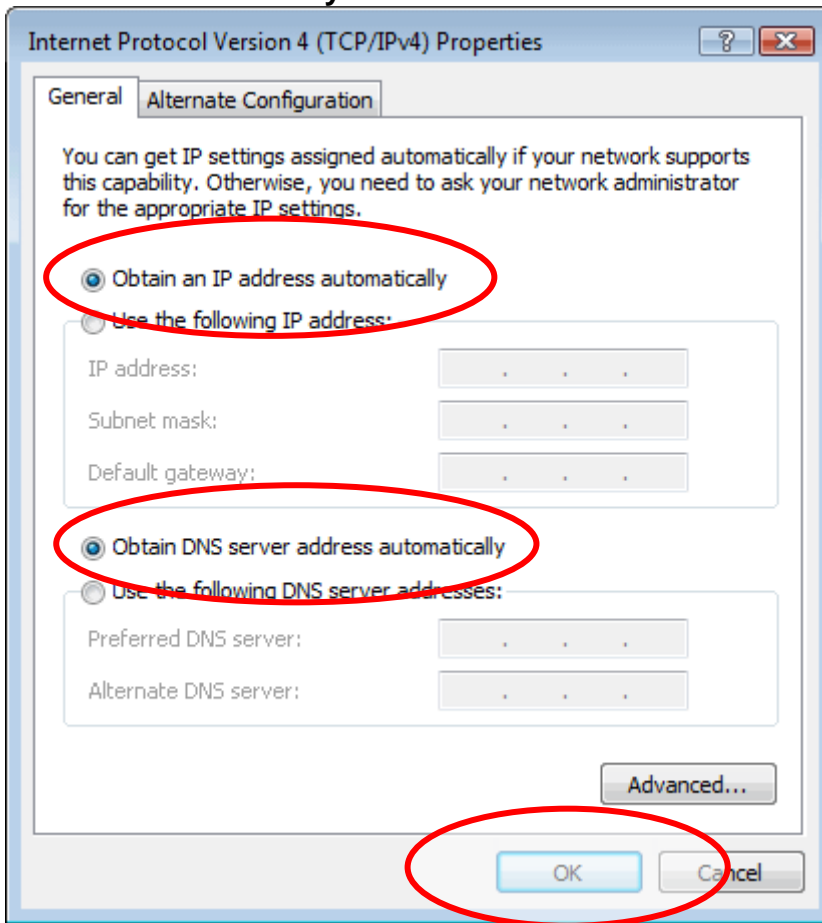 Internet Protocol Version 4 (TCP/IPv4) Properties
General
Alternate Configuration
You can get IP settings assigned automatically if your network supports
this capability. Otherwise, you need to ask your network administrator
for the appropriate IP settings.
Obtain an IP address automatically
Use the following IP address:
IP address:
Subnet mask:
Default gateway:
Obtain DNS server address automatically
Use the following DNS server addresses:
Preferred DNS server:
Alternate DNS server:
Advanced...
OK
Cancel